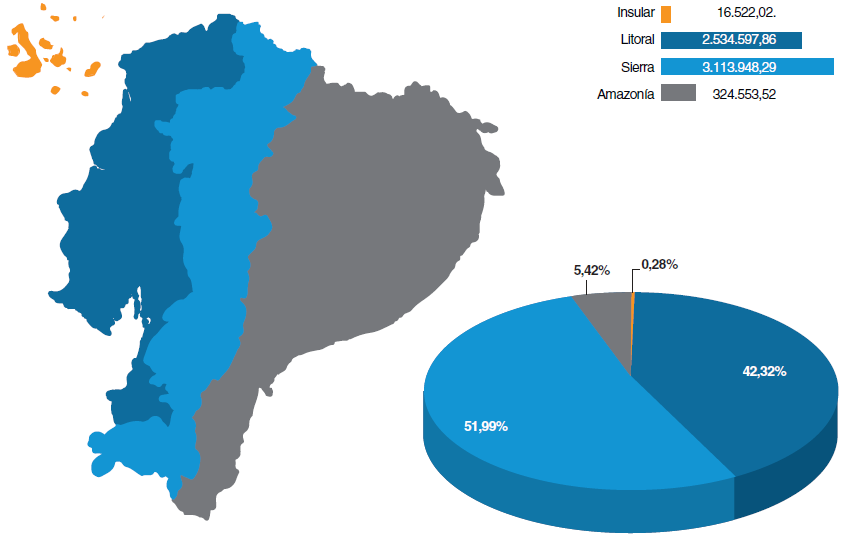 Insular 16.522,02.
Litoral 2.534.597,86
Sierra 3.113.948,29
Amazonía 324.553,52
5,42%
0,28%
42,32%
51,99%